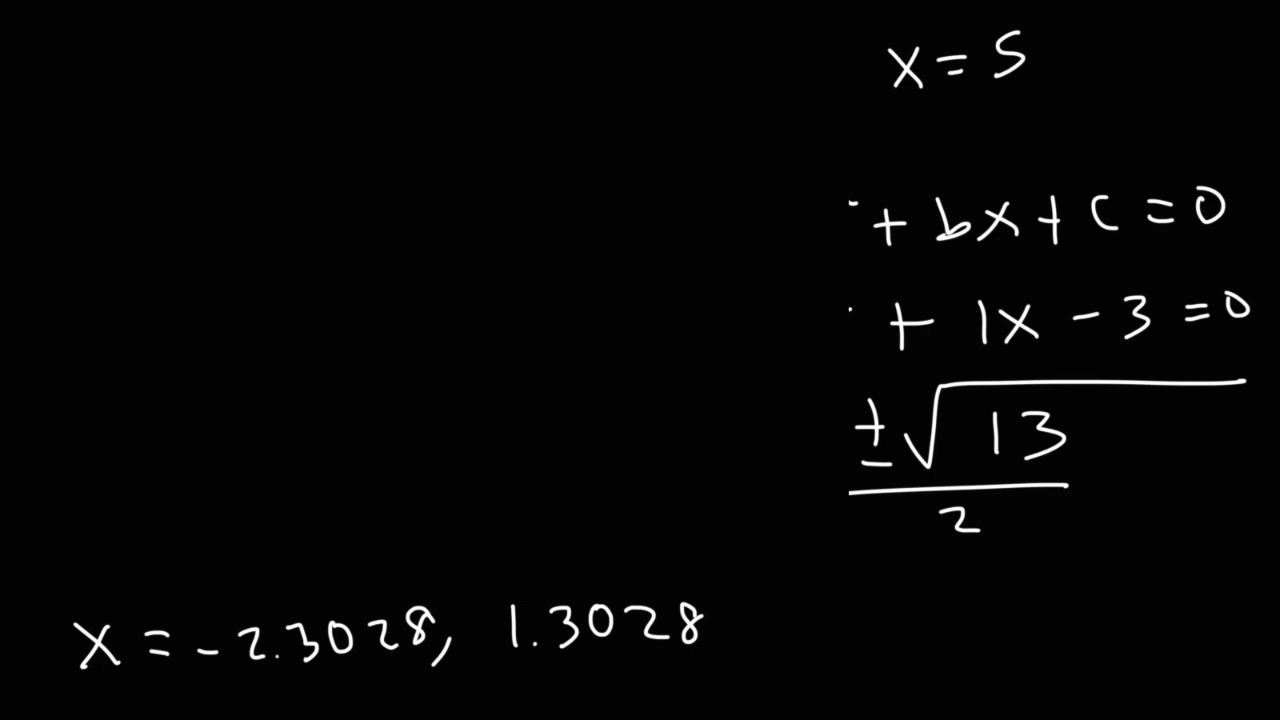 x = 5
+ bx + c = 0
+ 1x - 3 = 0
± √13
2
x = -2.3028, 1.3028